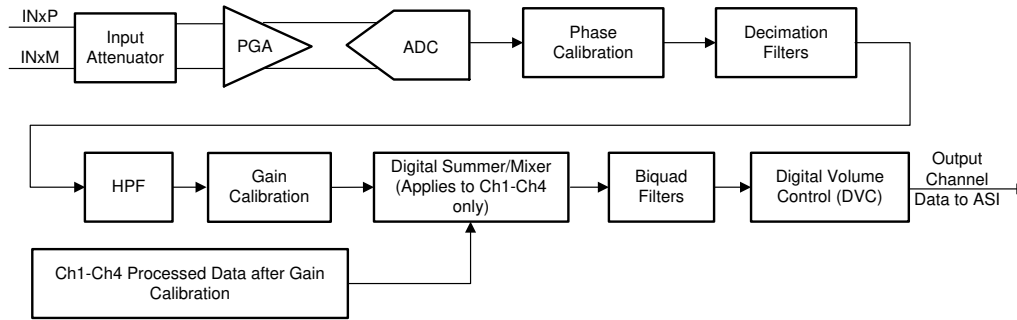 INxP
INxM
Input
Attenuator
PGA
ADC
Phase
Calibration
Decimation
Filters
HPF
Gain
Calibration
Digital Summer/Mixer
(Applies to Ch1-Ch4
only)
Biquad
Filters
Digital Volume
Control (DVC)
Output
Channel
Data to ASI
Ch1-Ch4 Processed Data after Gain
Calibration